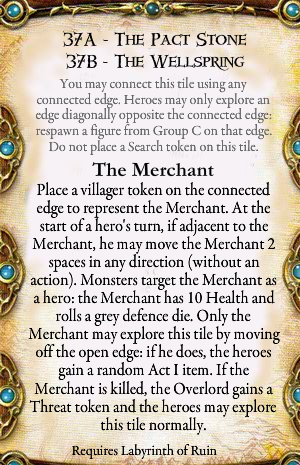 37A - The Pact Stone
37B - The Wellspring
You may connect this tile using any
connected edge. Heroes may only explore an
edge diagonally opposite the connected edge:
respawn a figure from Group C on that edge.
Do not place a Search token on this tile.
The Merchant
Place a villager token on the connected
edge to represent the Merchant. At the
start of a hero's turn, if adjacent to the
Merchant, he may move the Merchant 2
spaces in any direction (without an
action). Monsters target the Merchant as
a hero: the Merchant has 10 Health and
rolls a grey defence die. Only the
Merchant may explore this tile by moving
off the open edge: if he does, the heroes
gain a random Act I item. If the
Merchant is killed, the Overlord gains a
Threat token and the heroes may explore
this tile normally.
Requires Labyrinth of Ruin